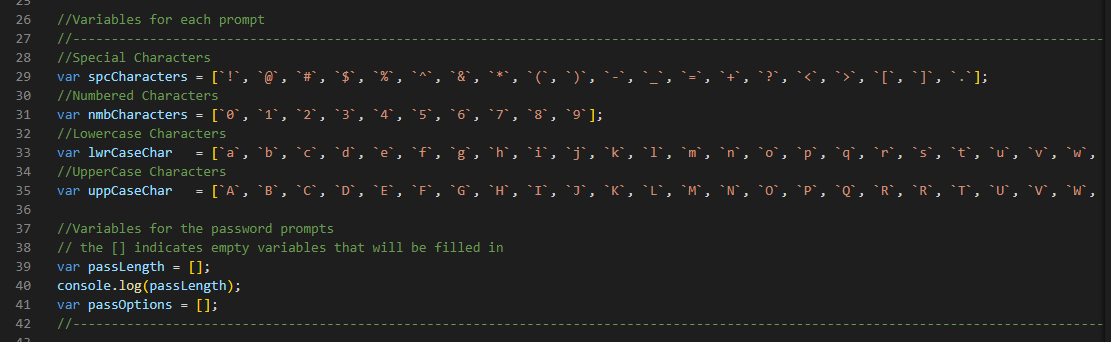 26 //Variables for each prompt
27 //--------------------------------------------------------------------------------------------------------------------------------------
28 //Special Characters
29 var spcCharacters = [`!`, `@`, `#`, `$`, `%`, `^`, `&`, `*`, `(`, `)`, `-`, `_`, `=`, `+`, `?`, `<`, `>`, `[`, `]`, `.`];
30 //Numbered Characters
31 var nmbCharacters = [`0`, `1`, `2`, `3`, `4`, `5`, `6`, `7`, `8`, `9`];
32 //Lowercase Characters
33 var lwrCaseChar   = [`a`, `b`, `c`, `d`, `e`, `f`, `g`, `h`, `i`, `j`, `k`, `l`, `m`, `n`, `o`, `p`, `q`, `r`, `s`, `t`, `u`, `v`, `w`,
34 //UpperCase Characters
35 var uppCaseChar   = [`A`, `B`, `C`, `D`, `E`, `F`, `G`, `H`, `I`, `J`, `K`, `L`, `M`, `N`, `O`, `P`, `Q`, `R`, `R`, `T`, `U`, `V`, `W`,
36
37 //Variables for the password prompts
38 // the [] indicates empty variables that will be filled in
39 var passLength = [];
40 console.log(passLength);
41 var passOptions = [];
42 //--------------------------------------------------------------------------------------------------------------------------------------